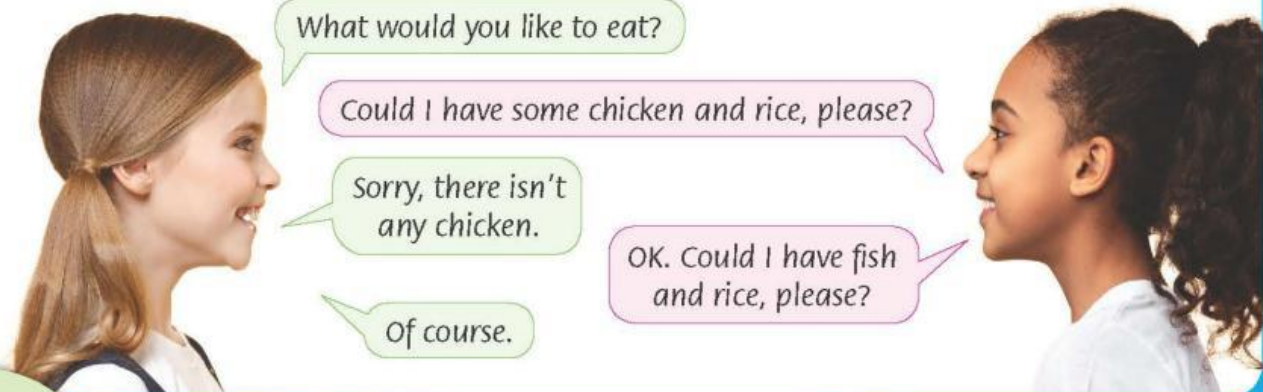 What would you like to eat?
Could I have some chicken and rice, please?
Sorry, there isn't
any chicken.
OK. Could I have fish
and rice, please?
Of course.